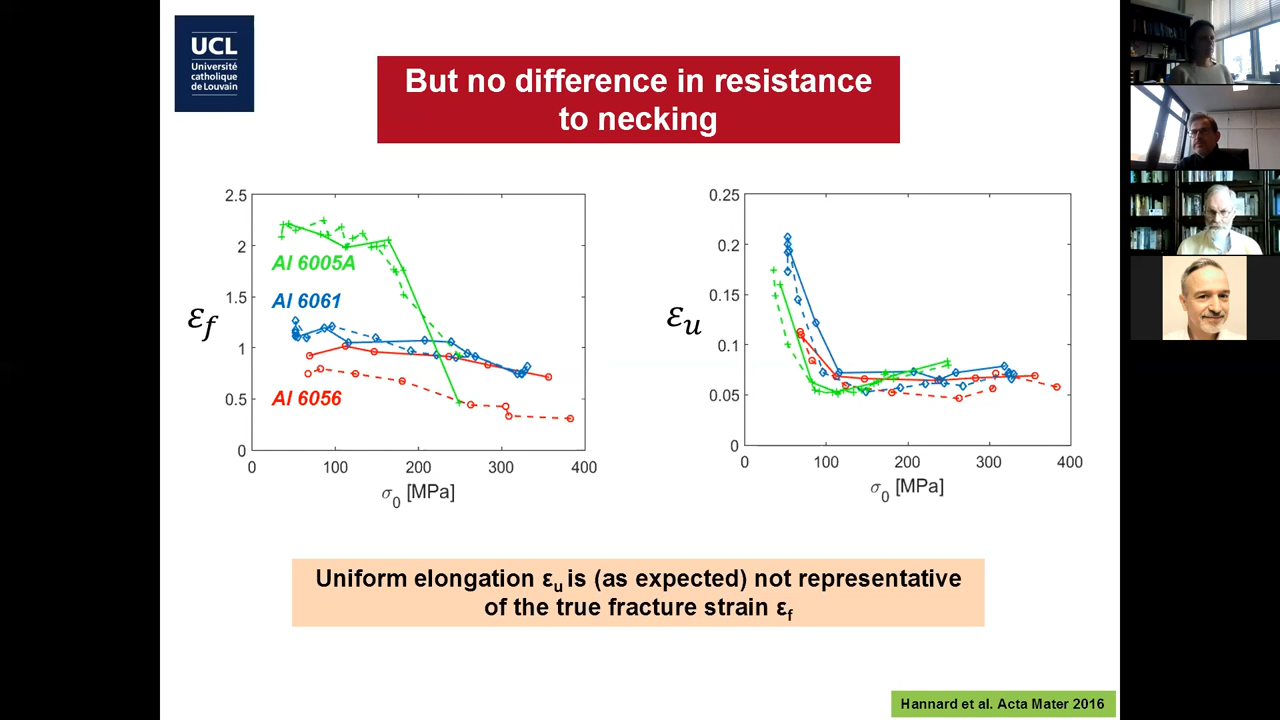 UCL
Université
catholique
de Louvain
But no difference in resistance
to necking
2.5
2
1.5
1
0.5
0
εf
Al 6005A
Al 6061
Al 6056
0 100 200 300 400
σ0 [MPa]
0.25
0.2
0.15
0.1
0.05
0
εu
0 100 200 300 400
σ0 [MPa]
Uniform elongation εu is (as expected) not representative
of the true fracture strain εf
Hannard et al. Acta Mater 2016